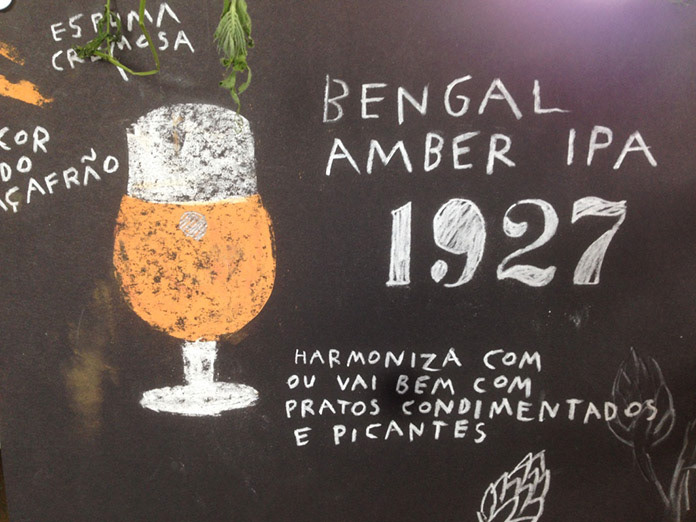 ESPUMA
CREMOSA
COR
DO
AÇAFRÃO
BENGAL
AMBER IPA
1927
HARMONIZA COM
OU VAI BEM COM
PRATOS CONDIMENTADOS
E PICANTES